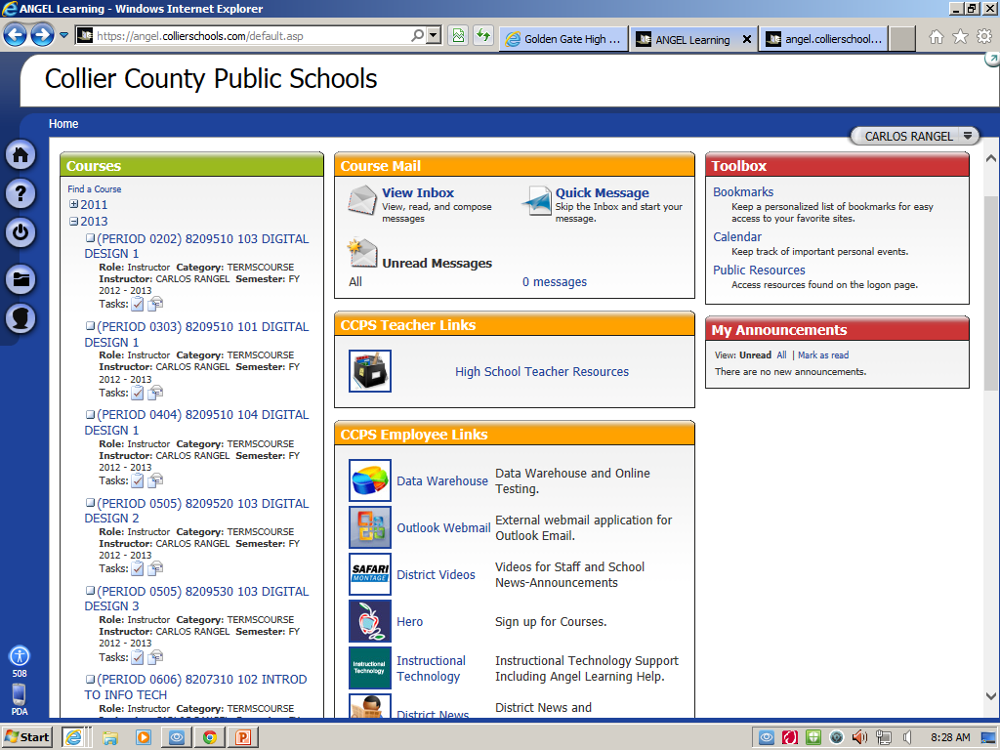 ANGEL Learning - Windows Internet Explorer
https://angel.collierschools.com/default.asp
Golden Gate High ...
ANGEL Learning
angel.collierschool...
Collier County Public Schools
Home
CARLOS RANGEL
Courses
Find a Course
2011
2013
(PERIOD 0202) 8209510 103 DIGITAL
DESIGN 1
Role: Instructor Category: TERMSCOURSE
Instructor: CARLOS RANGEL Semester: FY
2012 - 2013
Tasks:
(PERIOD 0303) 8209510 101 DIGITAL
DESIGN 1
Role: Instructor Category: TERMSCOURSE
Instructor: CARLOS RANGEL Semester: FY
2012 - 2013
Tasks:
(PERIOD 0404) 8209510 104 DIGITAL
DESIGN 1
Role: Instructor Category: TERMSCOURSE
Instructor: CARLOS RANGEL Semester: FY
2012 - 2013
Tasks:
(PERIOD 0505) 8209520 103 DIGITAL
DESIGN 2
Role: Instructor Category: TERMSCOURSE
Instructor: CARLOS RANGEL Semester: FY
2012 - 2013
Tasks:
(PERIOD 0505) 8209530 103 DIGITAL
DESIGN 3
Role: Instructor Category: TERMSCOURSE
Instructor: CARLOS RANGEL Semester: FY
2012 - 2013
Tasks:
(PERIOD 0606) 8207310 102 INTROD
TO INFO TECH
Role: Instructor Category: TERMSCOURSE
Course Mail
View Inbox
View, read, and compose
messages
Quick Message
Skip the Inbox and start your
message.
Unread Messages
All
0 messages
CCPS Teacher Links
High School Teacher Resources
CCPS Employee Links
Data Warehouse
Data Warehouse and Online
Testing.
Outlook Webmail
External webmail application for
Outlook Email.
SAFARI
MONTAGE
District Videos
Videos for Staff and School
News-Announcements
Hero
Sign up for Courses.
Instructional
Technology
Instructional
Technology
Instructional Technology Support
Including Angel Learning Help.
District News
District News and
Toolbox
Bookmarks
Keep a personalized list of bookmarks for easy
access to your favorite sites.
Calendar
Keep track of important personal events.
Public Resources
Access resources found on the logon page.
My Announcements
View: Unread All | Mark as read
There are no new announcements.
508
PDA
Start
8:28 AM